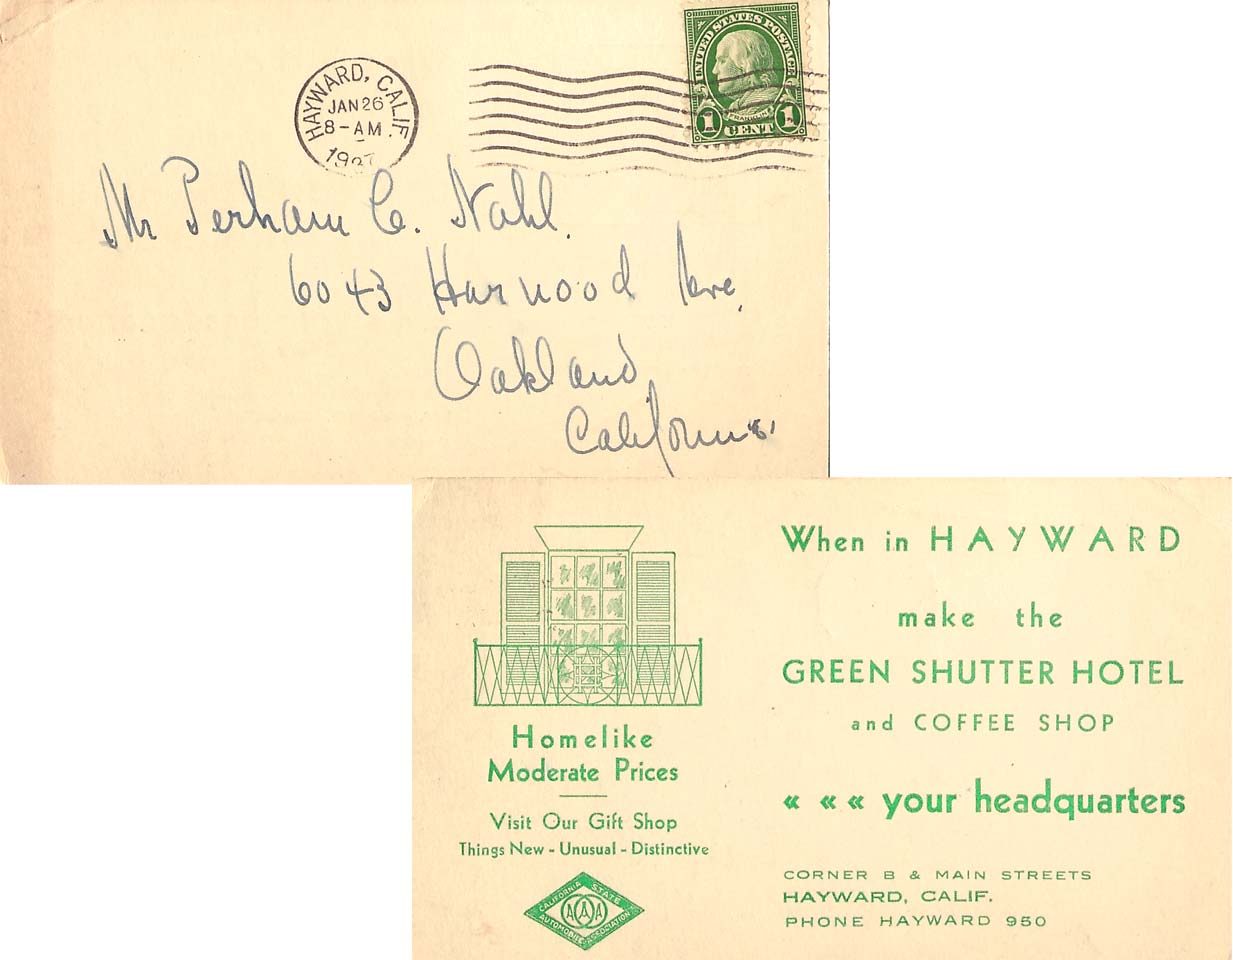 HAYWARD, CALIF.
JAN 26
8-AM
UNITED STATES POSTAGE
FRANKLIN
1 CENT 1
Mr Perham C. Nahl.
6043 Harwood Ave,
Oakland,
California
When in HAYWARD
make the
GREEN SHUTTER HOTEL
and COFFEE SHOP
« « « your headquarters
CORNER B & MAIN STREETS
HAYWARD, CALIF.
PHONE HAYWARD 950
Homelike
Moderate Prices
Visit Our Gift Shop
Things New - Unusual - Distinctive
CALIFORNIA STATE
AAA
AUTOMOBILE ASSOCIATION